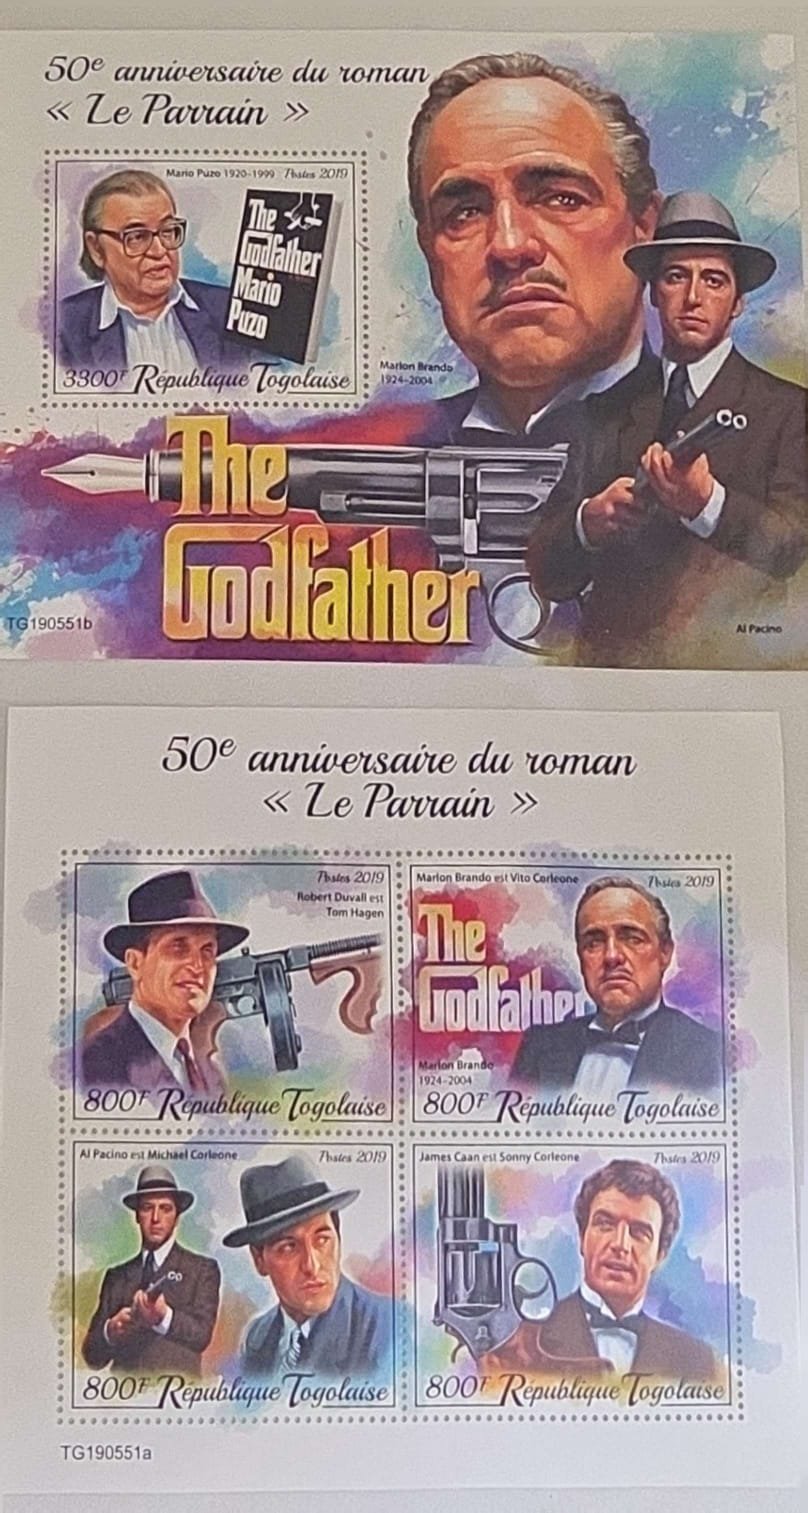 50e anniversaire du roman
« Le Parrain »
Mario Puzo 1920-1999 Postes 2019
The
Godfather
Mario
Puzo
3300F République Togolaise
Marlon Brando
1924-2004
The
Godfather
TG190551b
Al Pacino
50e anniversaire du roman
« Le Parrain »
Postes 2019
Robert Duvall est
Tom Hagen
800F République Togolaise
Marlon Brando est Vito Corleone Postes 2019
The
Godfather
Marlon Brando
1924-2004
800F République Togolaise
Al Pacino est Michael Corleone Postes 2019
800F République Togolaise
James Caan est Sonny Corleone Postes 2019
800F République Togolaise
TG190551a